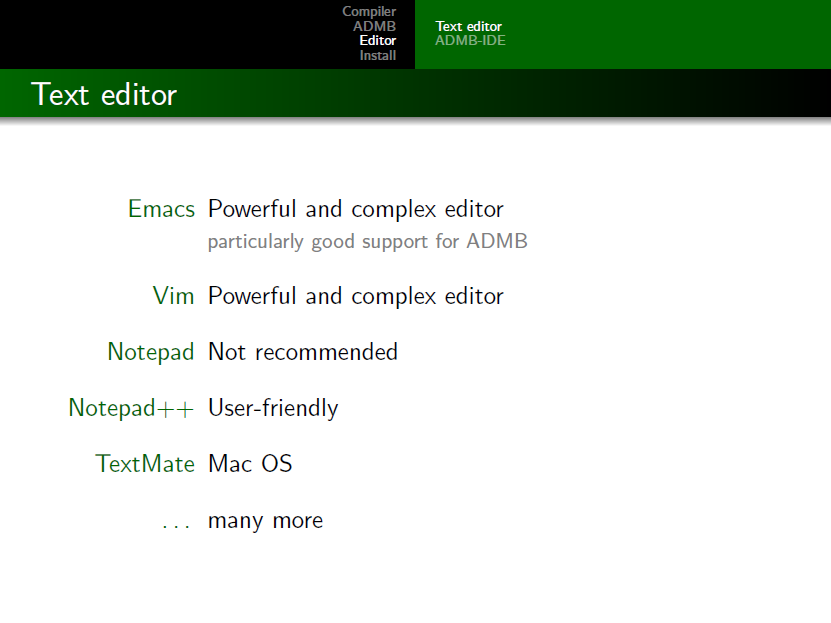 Compiler
ADMB
Editor
Install
Text editor
ADMB-IDE
Text editor
Emacs Powerful and complex editor
particularly good support for ADMB
Vim Powerful and complex editor
Notepad Not recommended
Notepad++ User-friendly
TextMate Mac OS
... many more